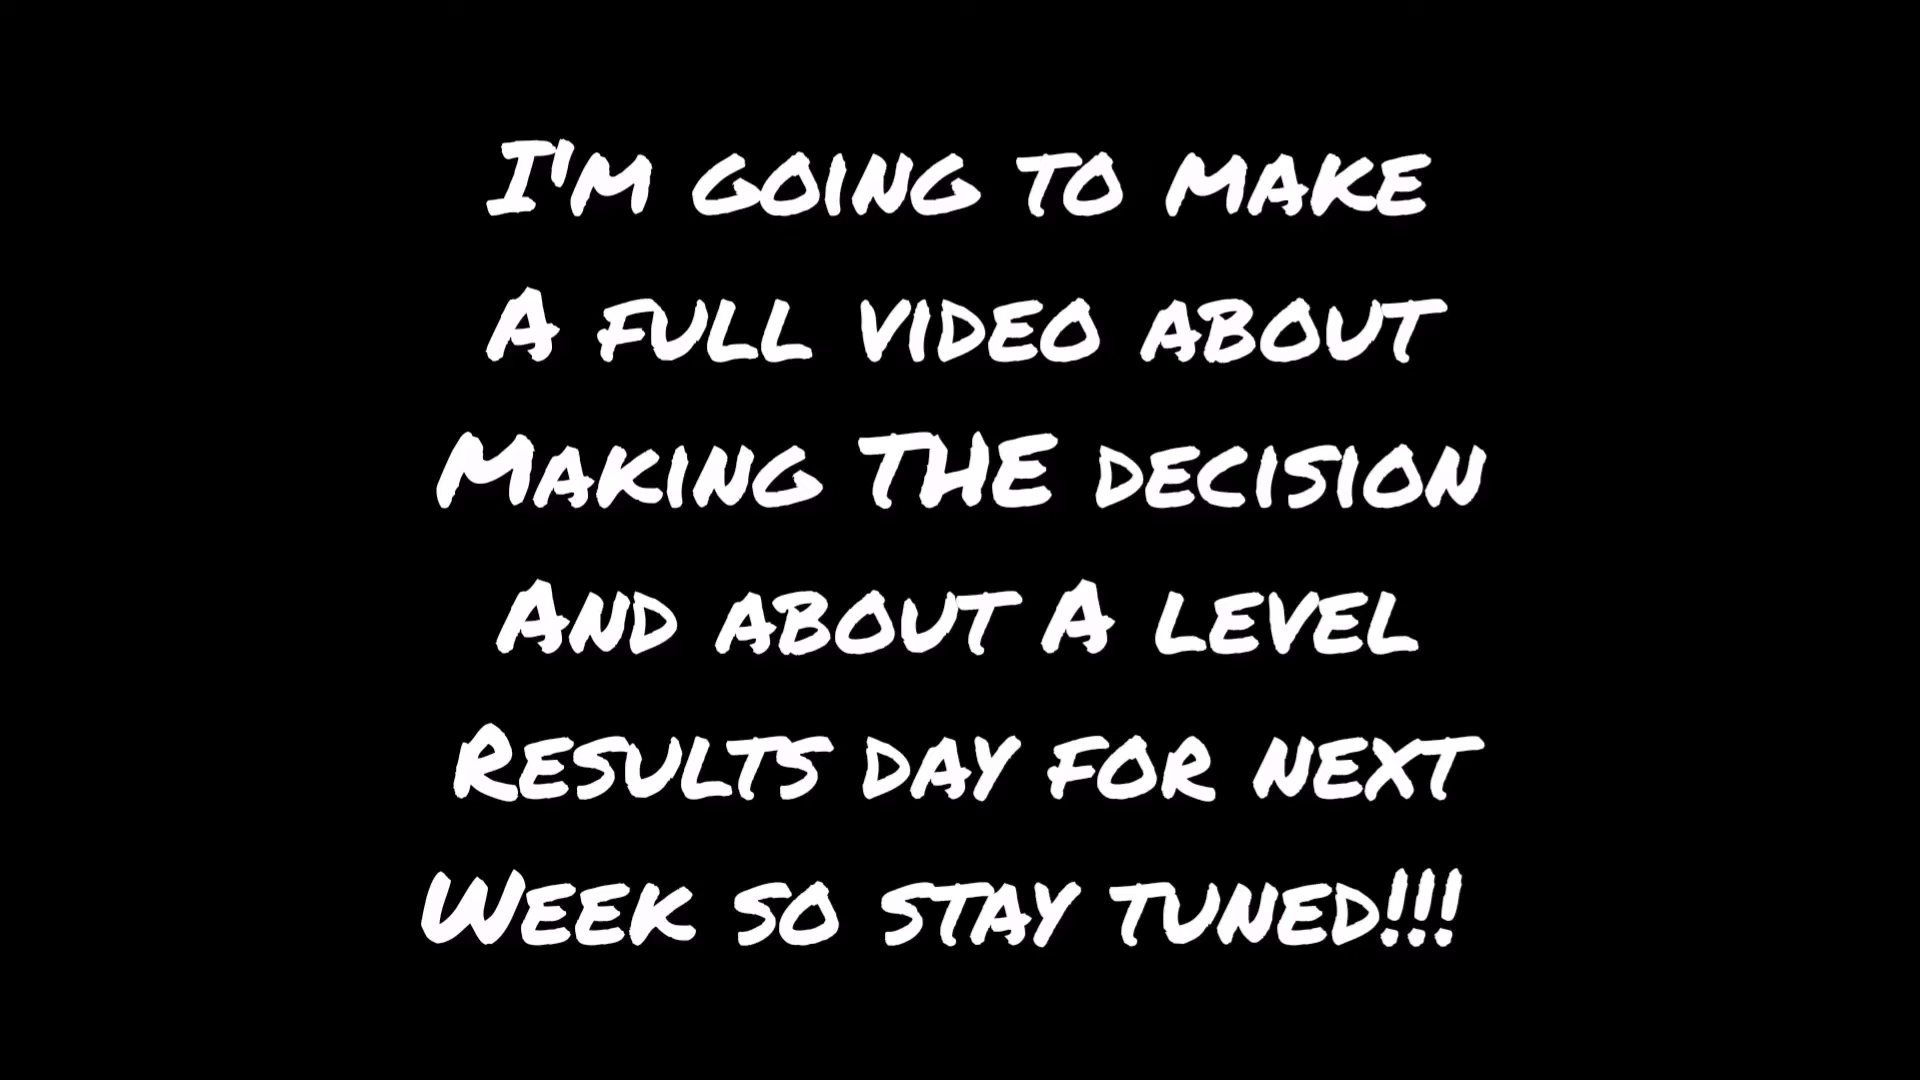 I'm going to make
A full video about
Making THE decision
And about A level
Results day for next
Week so stay tuned!!!